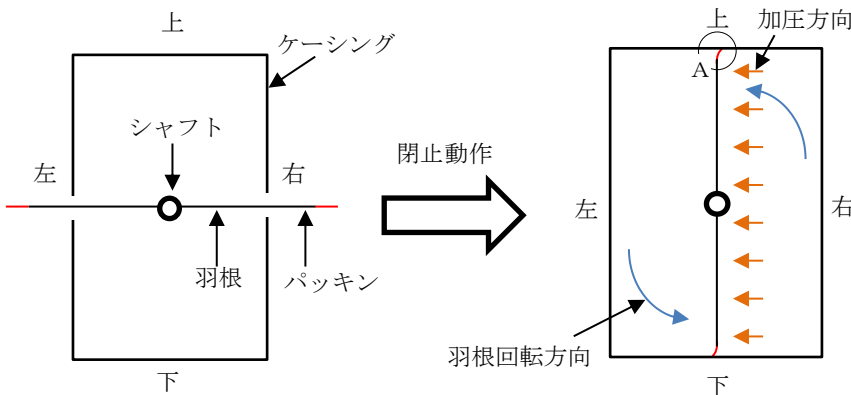 上
ケーシング
シャフト
左
右
羽根
パッキン
下
閉止動作
上
加圧方向
A
左
右
羽根回転方向
下